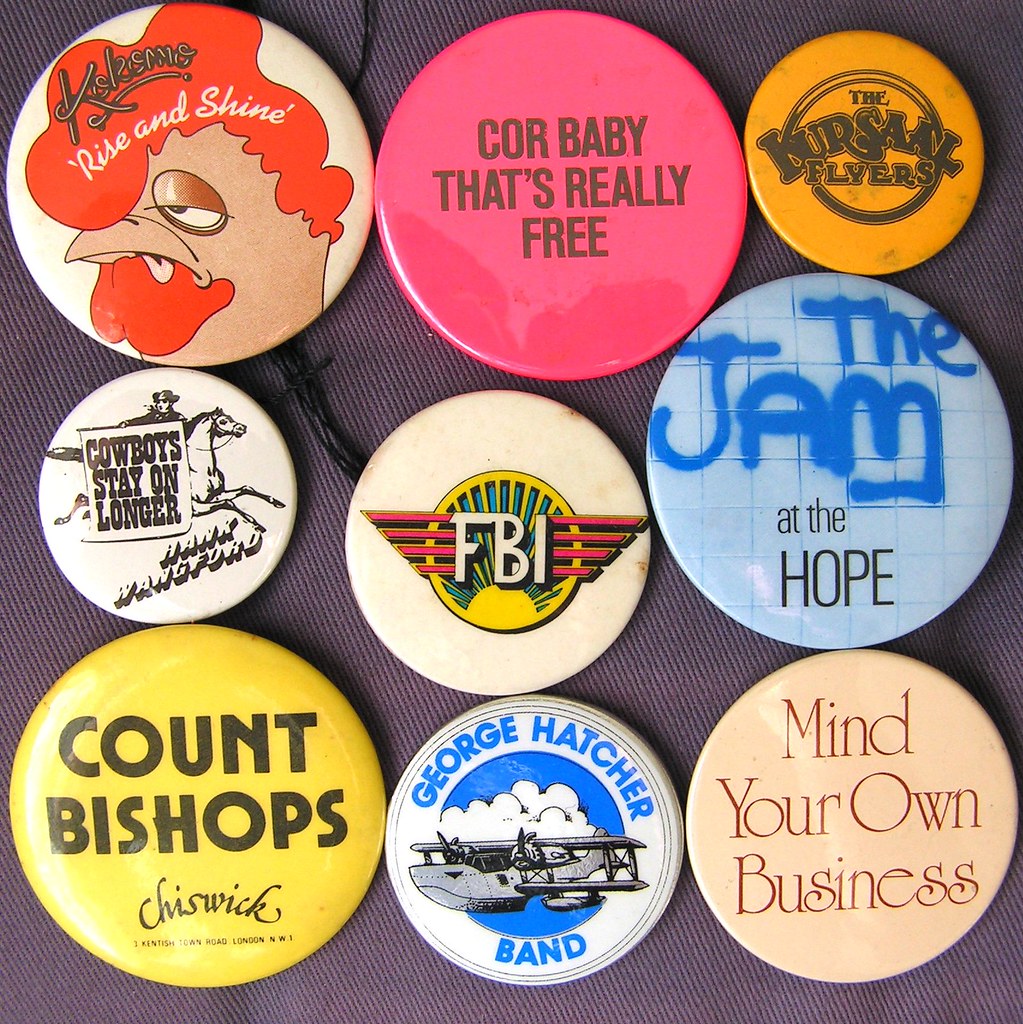 Kokomo
'Rise and Shine'
COR BABY
THAT'S REALLY
FREE
THE
KURSAAL
FLYERS
COWBOYS
STAY ON
LONGER
HANK
WANGFORD
FBI
The
JAM
at the
HOPE
COUNT
BISHOPS
chiswick
3 KENTISH TOWN ROAD LONDON N.W.1
GEORGE HATCHER
BAND
Mind
Your Own
Business